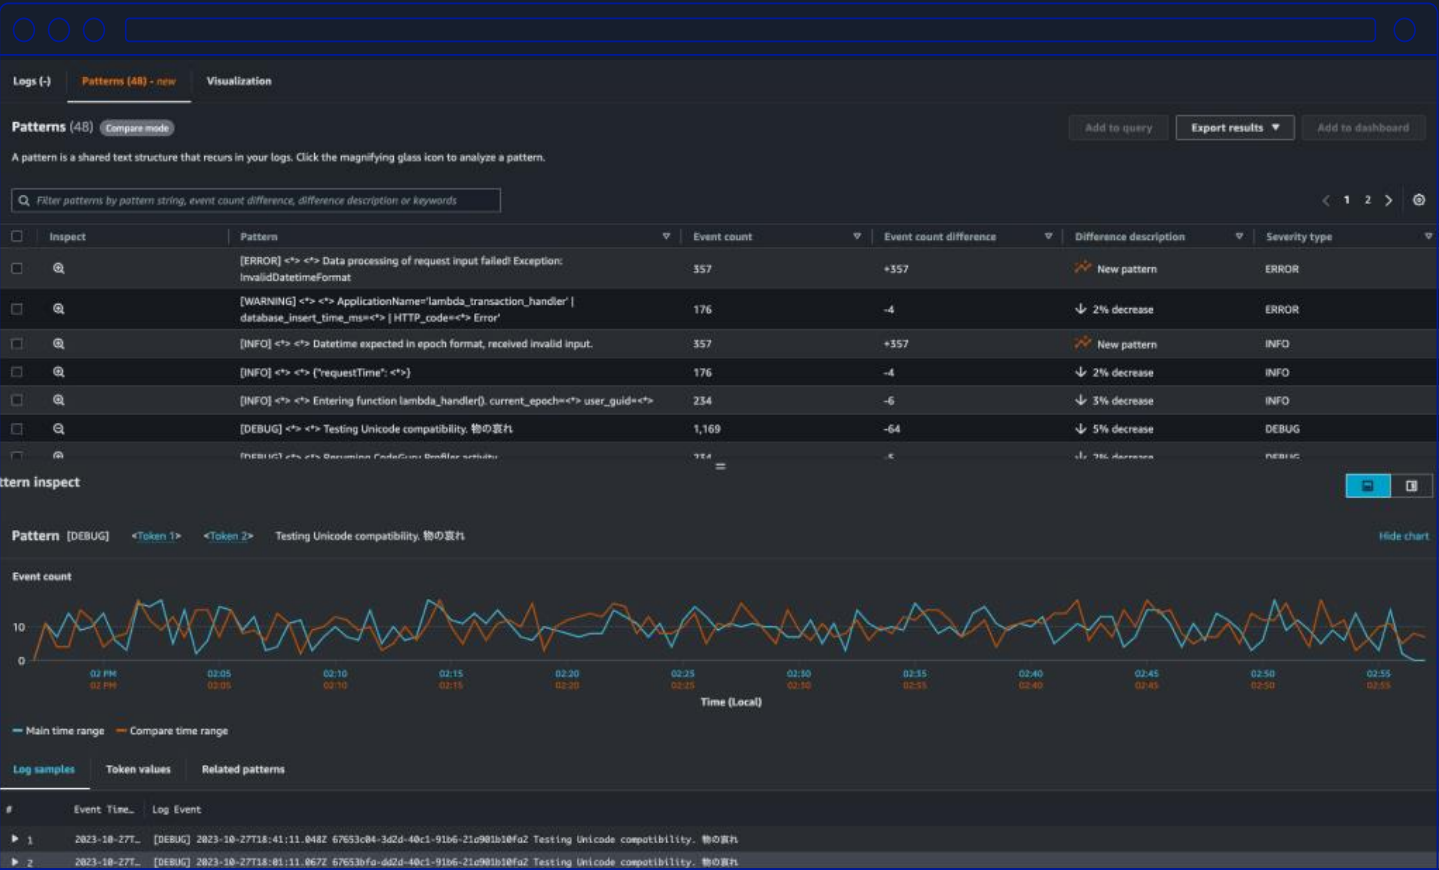 Logs (-) Patterns (48) - new Visualization
Patterns (48) Compare mode Add to query Export results Add to dashboard
A pattern is a shared text structure that recurs in your logs. Click the magnifying glass icon to analyze a pattern.
Filter patterns by pattern string, event count difference, difference description or keywords 1 2
Inspect Pattern Event count Event count difference Difference description Severity type
[ERROR] <*> <*> Data processing of request input failed! Exception:
InvalidDatetimeFormat 357 +357 New pattern ERROR
[WARNING] <*> <*> ApplicationName='lambda_transaction_handler' |
database_insert_time_ms=<*> | HTTP_code=<*> Error' 176 -4 2% decrease ERROR
[INFO] <*> <*> Datetime expected in epoch format, received invalid input. 357 +357 New pattern INFO
[INFO] <*> <*> {"requestTime": <*>} 176 -4 2% decrease INFO
[INFO] <*> <*> Entering function lambda_handler(). current_epoch=<*> user_guid=<*> 234 -6 3% decrease INFO
[DEBUG] <*> <*> Testing Unicode compatibility. 物の哀れ 1,169 -64 5% decrease DEBUG
[DEBUG] <*> <*> Resuming CodeGuru Profiler activity. 234 -5 2% decrease DEBUG
ttern inspect
Pattern [DEBUG] <Token 1> <Token 2> Testing Unicode compatibility. 物の哀れ Hide chart
Event count
10
0
02 PM 02:05 02:10 02:15 02:20 02:25 02:30 02:35 02:40 02:45 02:50 02:55
02 PM 02:05 02:10 02:15 02:20 02:25 02:30 02:35 02:40 02:45 02:50 02:55
Time (Local)
Main time range Compare time range
Log samples Token values Related patterns
# Event Time… Log Event
1 2023-10-27T… [DEBUG] 2023-10-27T18:41:11.048Z 67653c04-3d2d-40c1-91b6-21a901b10fa2 Testing Unicode compatibility. 物の哀れ
2 2023-10-27T… [DEBUG] 2023-10-27T18:01:11.067Z 67653bfa-dd2d-40c1-91b6-21a901b10fa2 Testing Unicode compatibility. 物の哀れ